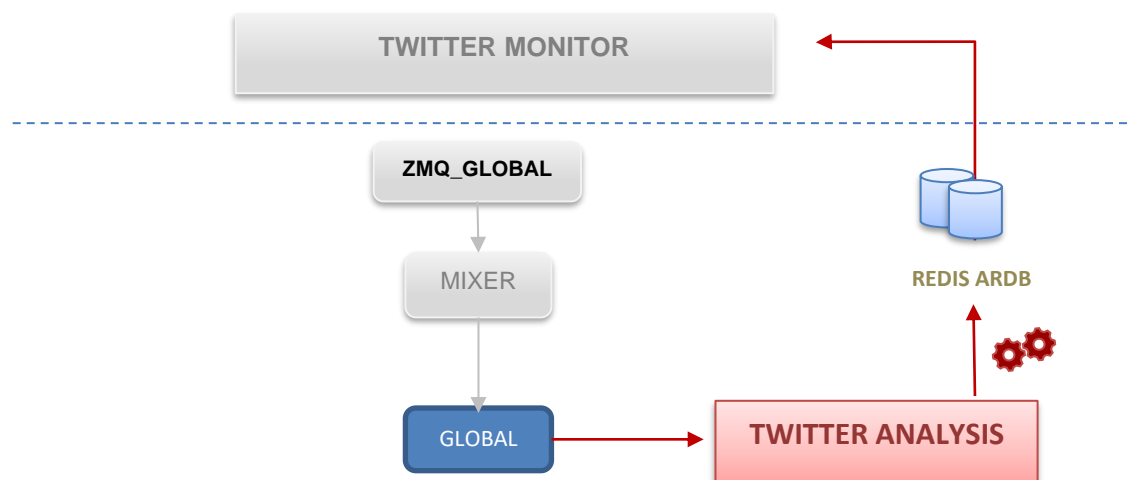 TWITTER MONITOR
ZMQ_GLOBAL
MIXER
REDIS ARDB
GLOBAL
TWITTER ANALYSIS